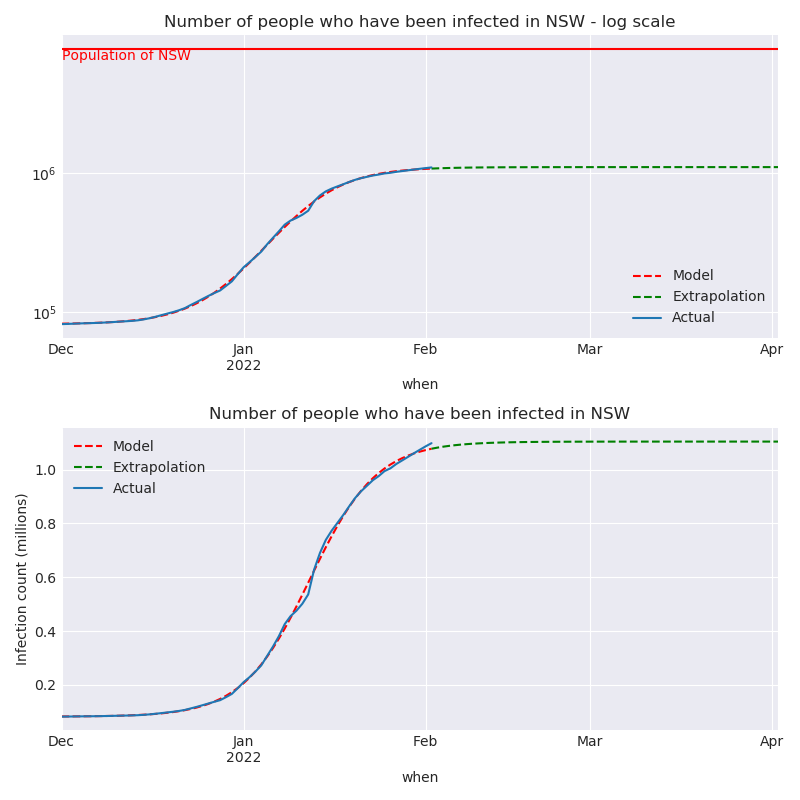 Number of people who have been infected in NSW - log scale
Population of NSW
10^6
10^5
Model
Extrapolation
Actual
Dec Jan Feb Mar Apr
2022
when
Number of people who have been infected in NSW
Model
Extrapolation
Actual
Infection count (millions)
1.0
0.8
0.6
0.4
0.2
Dec Jan Feb Mar Apr
2022
when